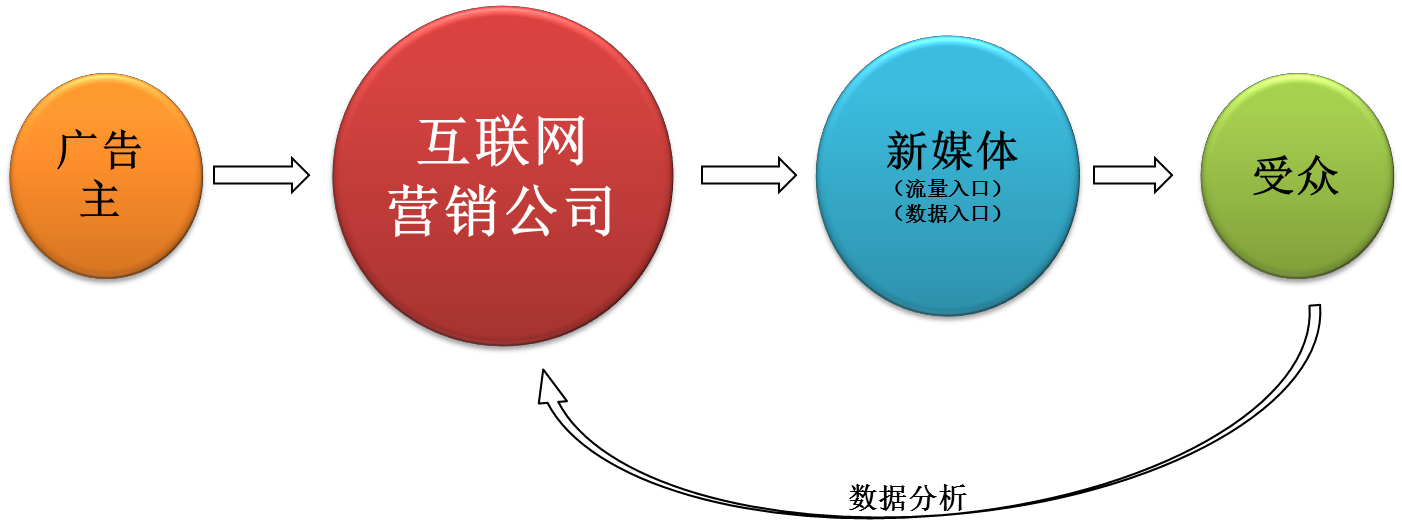 广告
主
互联网
营销公司
新媒体
（流量入口）
（数据入口）
受众
数据分析